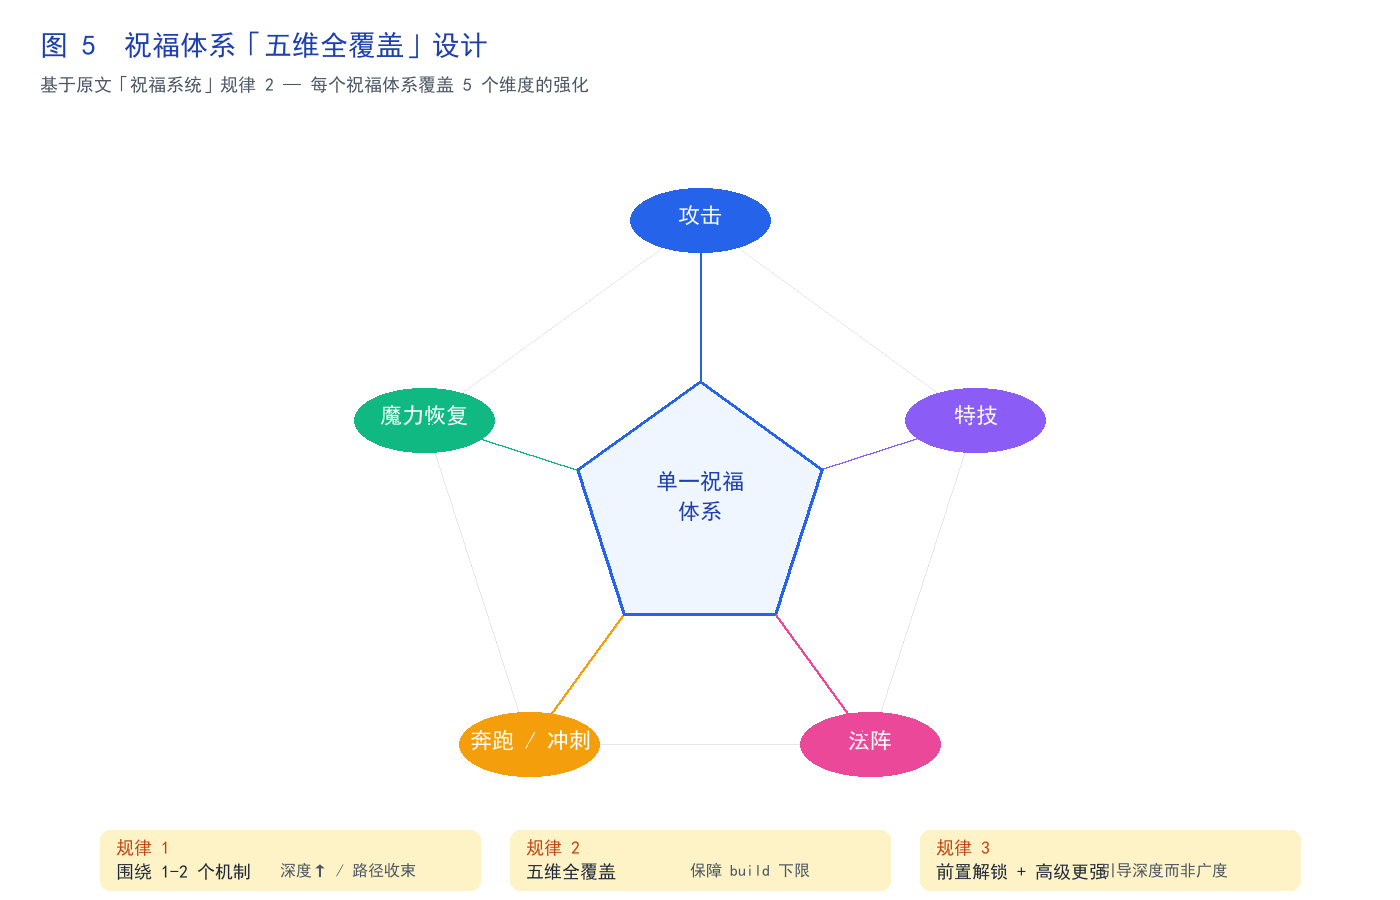 图 5 祝福体系「五维全覆盖」设计
基于原文「祝福系统」规律 2 — 每个祝福体系覆盖 5 个维度的强化
攻击
魔力恢复
特技
单一祝福
体系
奔跑 / 冲刺
法阵
规律 1
围绕 1-2 个机制 深度↑ / 路径收束
规律 2
五维全覆盖 保障 build 下限
规律 3
前置解锁 + 高级更强 引导深度而非广度